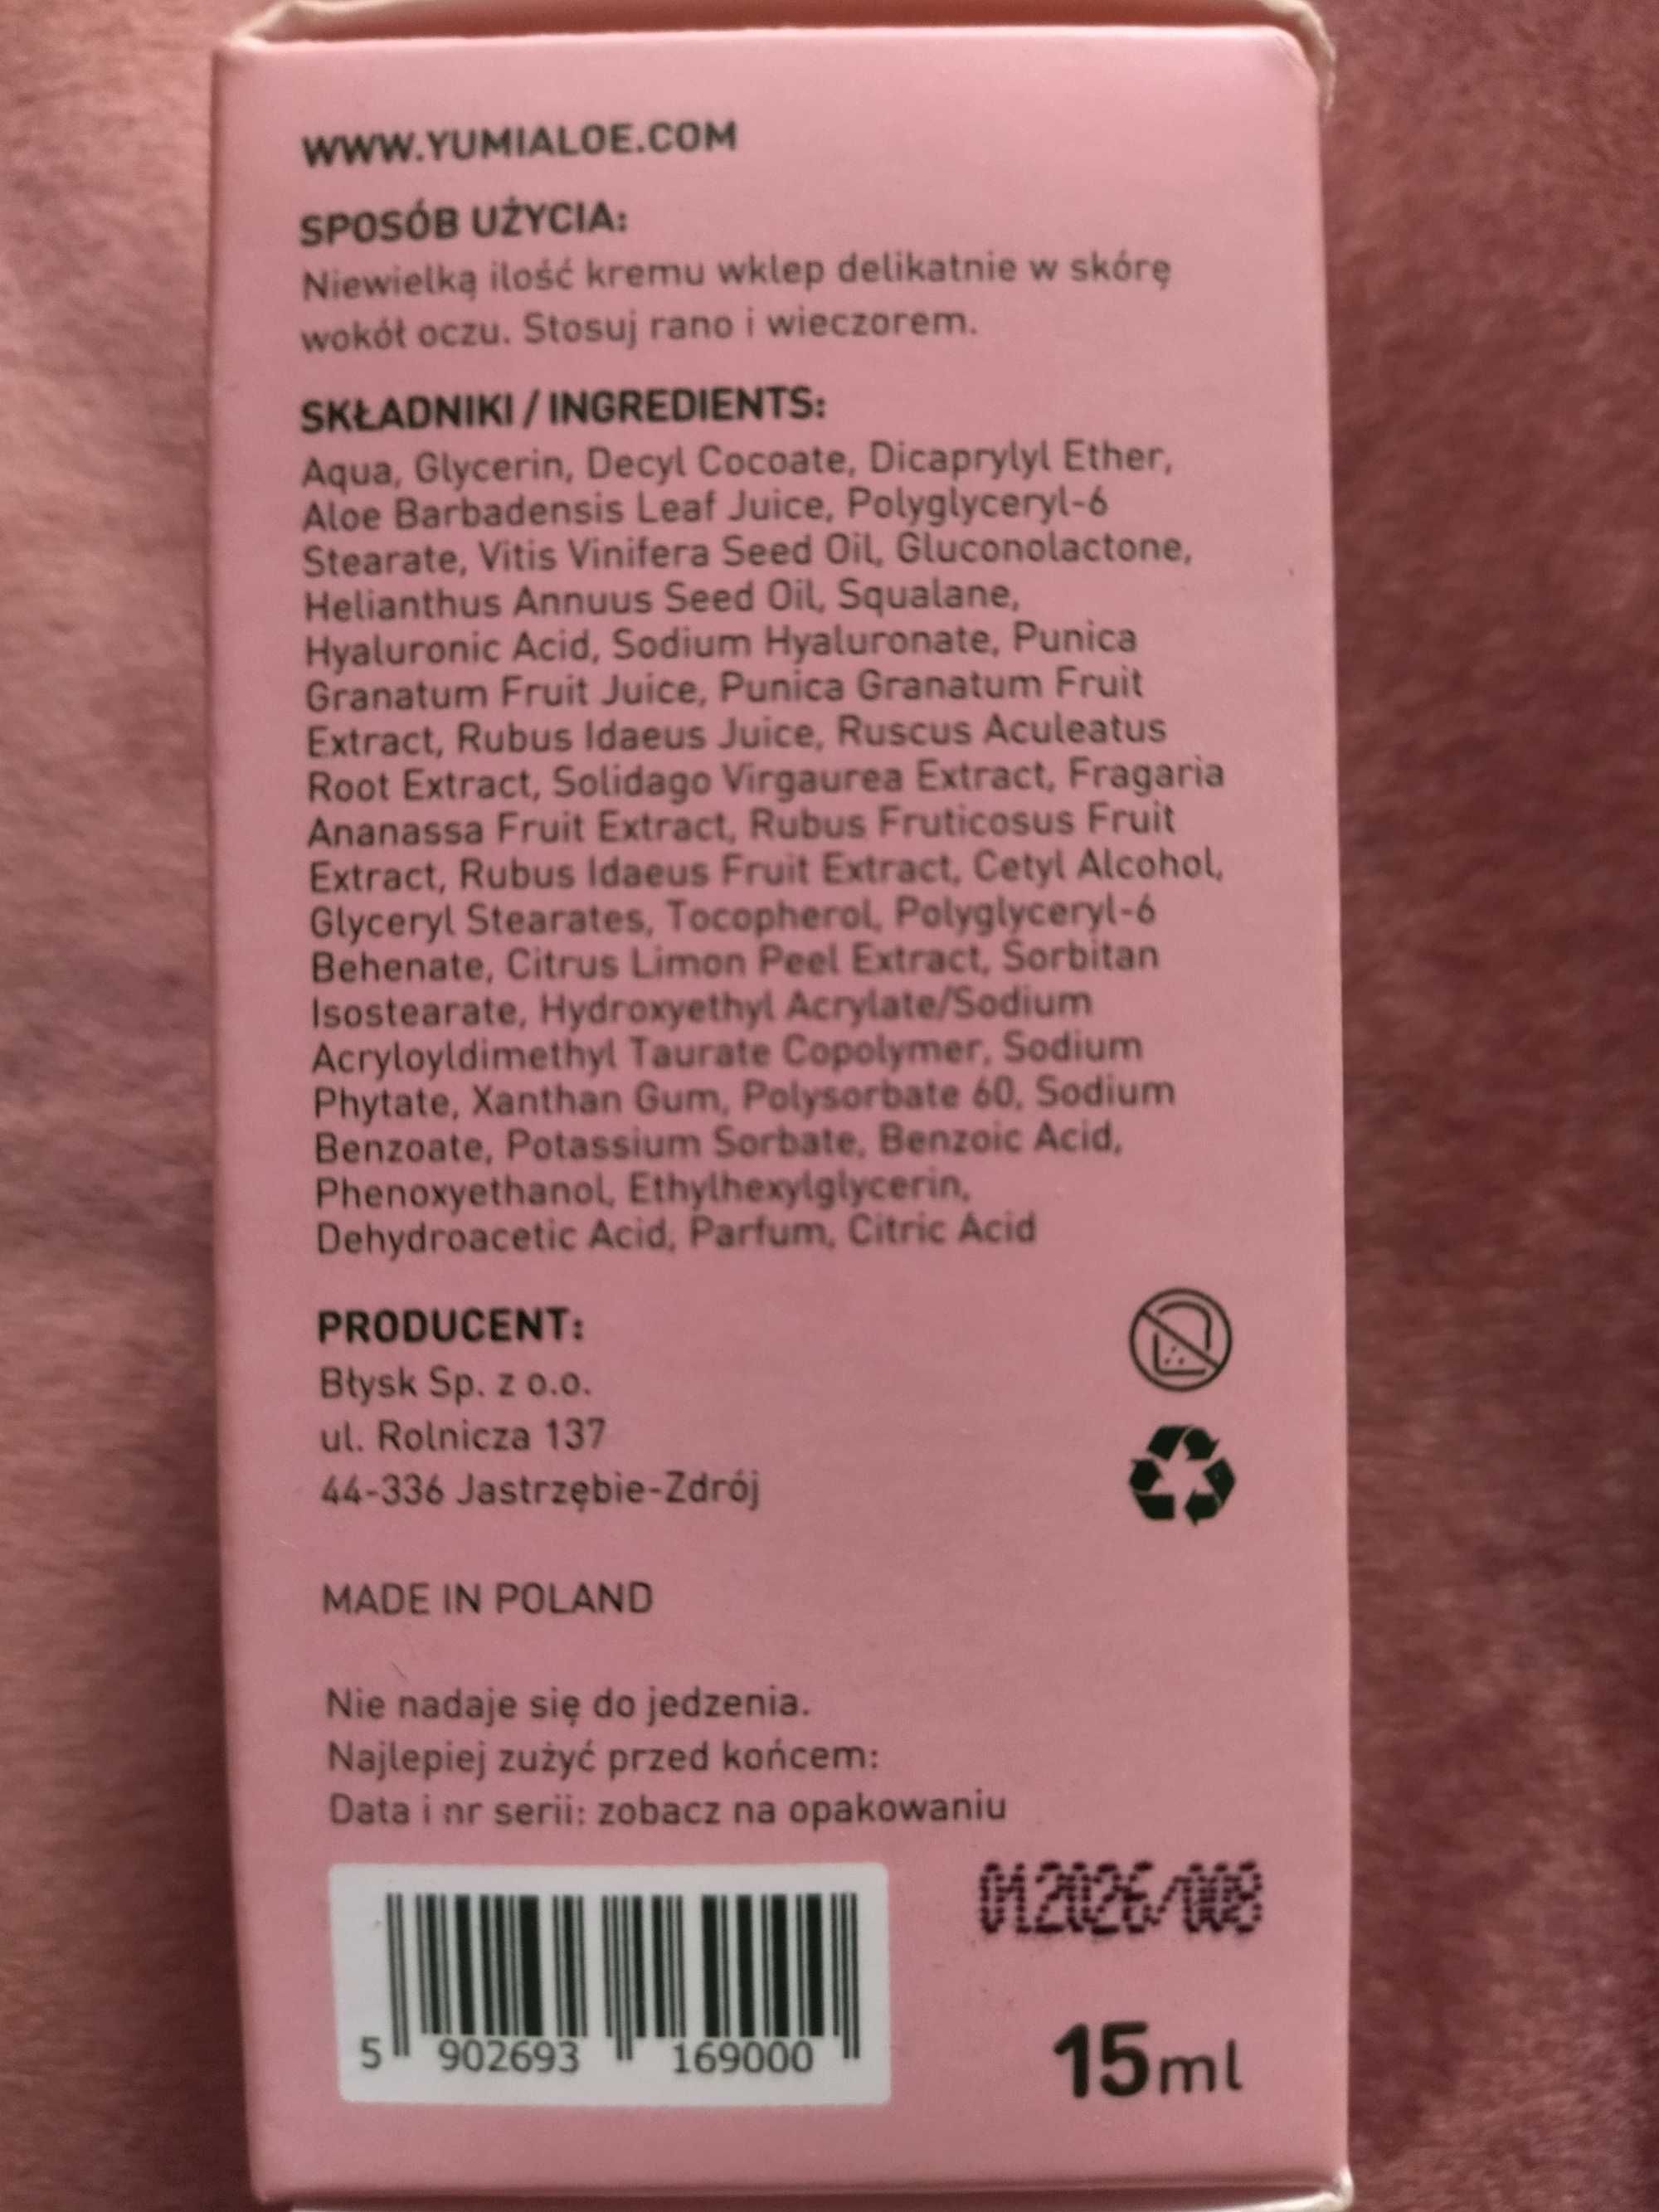 WWW.YUMIALOE.COM
SPOSÓB UŻYCIA:
Niewielką ilość kremu wklep delikatnie w skórę
wokół oczu. Stosuj rano i wieczorem.
SKŁADNIKI / INGREDIENTS:
Aqua, Glycerin, Decyl Cocoate, Dicaprylyl Ether,
Aloe Barbadensis Leaf Juice, Polyglyceryl-6
Stearate, Vitis Vinifera Seed Oil, Gluconolactone,
Helianthus Annuus Seed Oil, Squalane,
Hyaluronic Acid, Sodium Hyaluronate, Punica
Granatum Fruit Juice, Punica Granatum Fruit
Extract, Rubus Idaeus Juice, Ruscus Aculeatus
Root Extract, Solidago Virgaurea Extract, Fragaria
Ananassa Fruit Extract, Rubus Fruticosus Fruit
Extract, Rubus Idaeus Fruit Extract, Cetyl Alcohol,
Glyceryl Stearates, Tocopherol, Polyglyceryl-6
Behenate, Citrus Limon Peel Extract, Sorbitan
Isostearate, Hydroxyethyl Acrylate/Sodium
Acryloyldimethyl Taurate Copolymer, Sodium
Phytate, Xanthan Gum, Polysorbate 60, Sodium
Benzoate, Potassium Sorbate, Benzoic Acid,
Phenoxyethanol, Ethylhexylglycerin,
Dehydroacetic Acid, Parfum, Citric Acid
PRODUCENT:
Błysk Sp. z o.o.
ul. Rolnicza 137
44-336 Jastrzębie-Zdrój
MADE IN POLAND
Nie nadaje się do jedzenia.
Najlepiej zużyć przed końcem:
Data i nr serii: zobacz na opakowaniu
012026/008
5 902693 169000
15ml